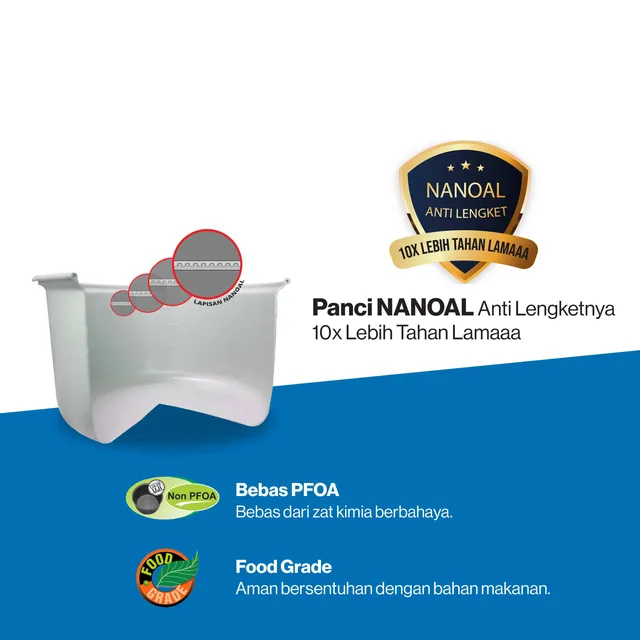 NANOAL
ANTI LENGKET
10X LEBIH TAHAN LAMAAA
LAPISAN NANOAL
Panci NANOAL Anti Lengketnya
10x Lebih Tahan Lamaaa
Non PFOA
Bebas PFOA
Bebas dari zat kimia berbahaya.
FOOD
GRADE
Food Grade
Aman bersentuhan dengan bahan makanan.